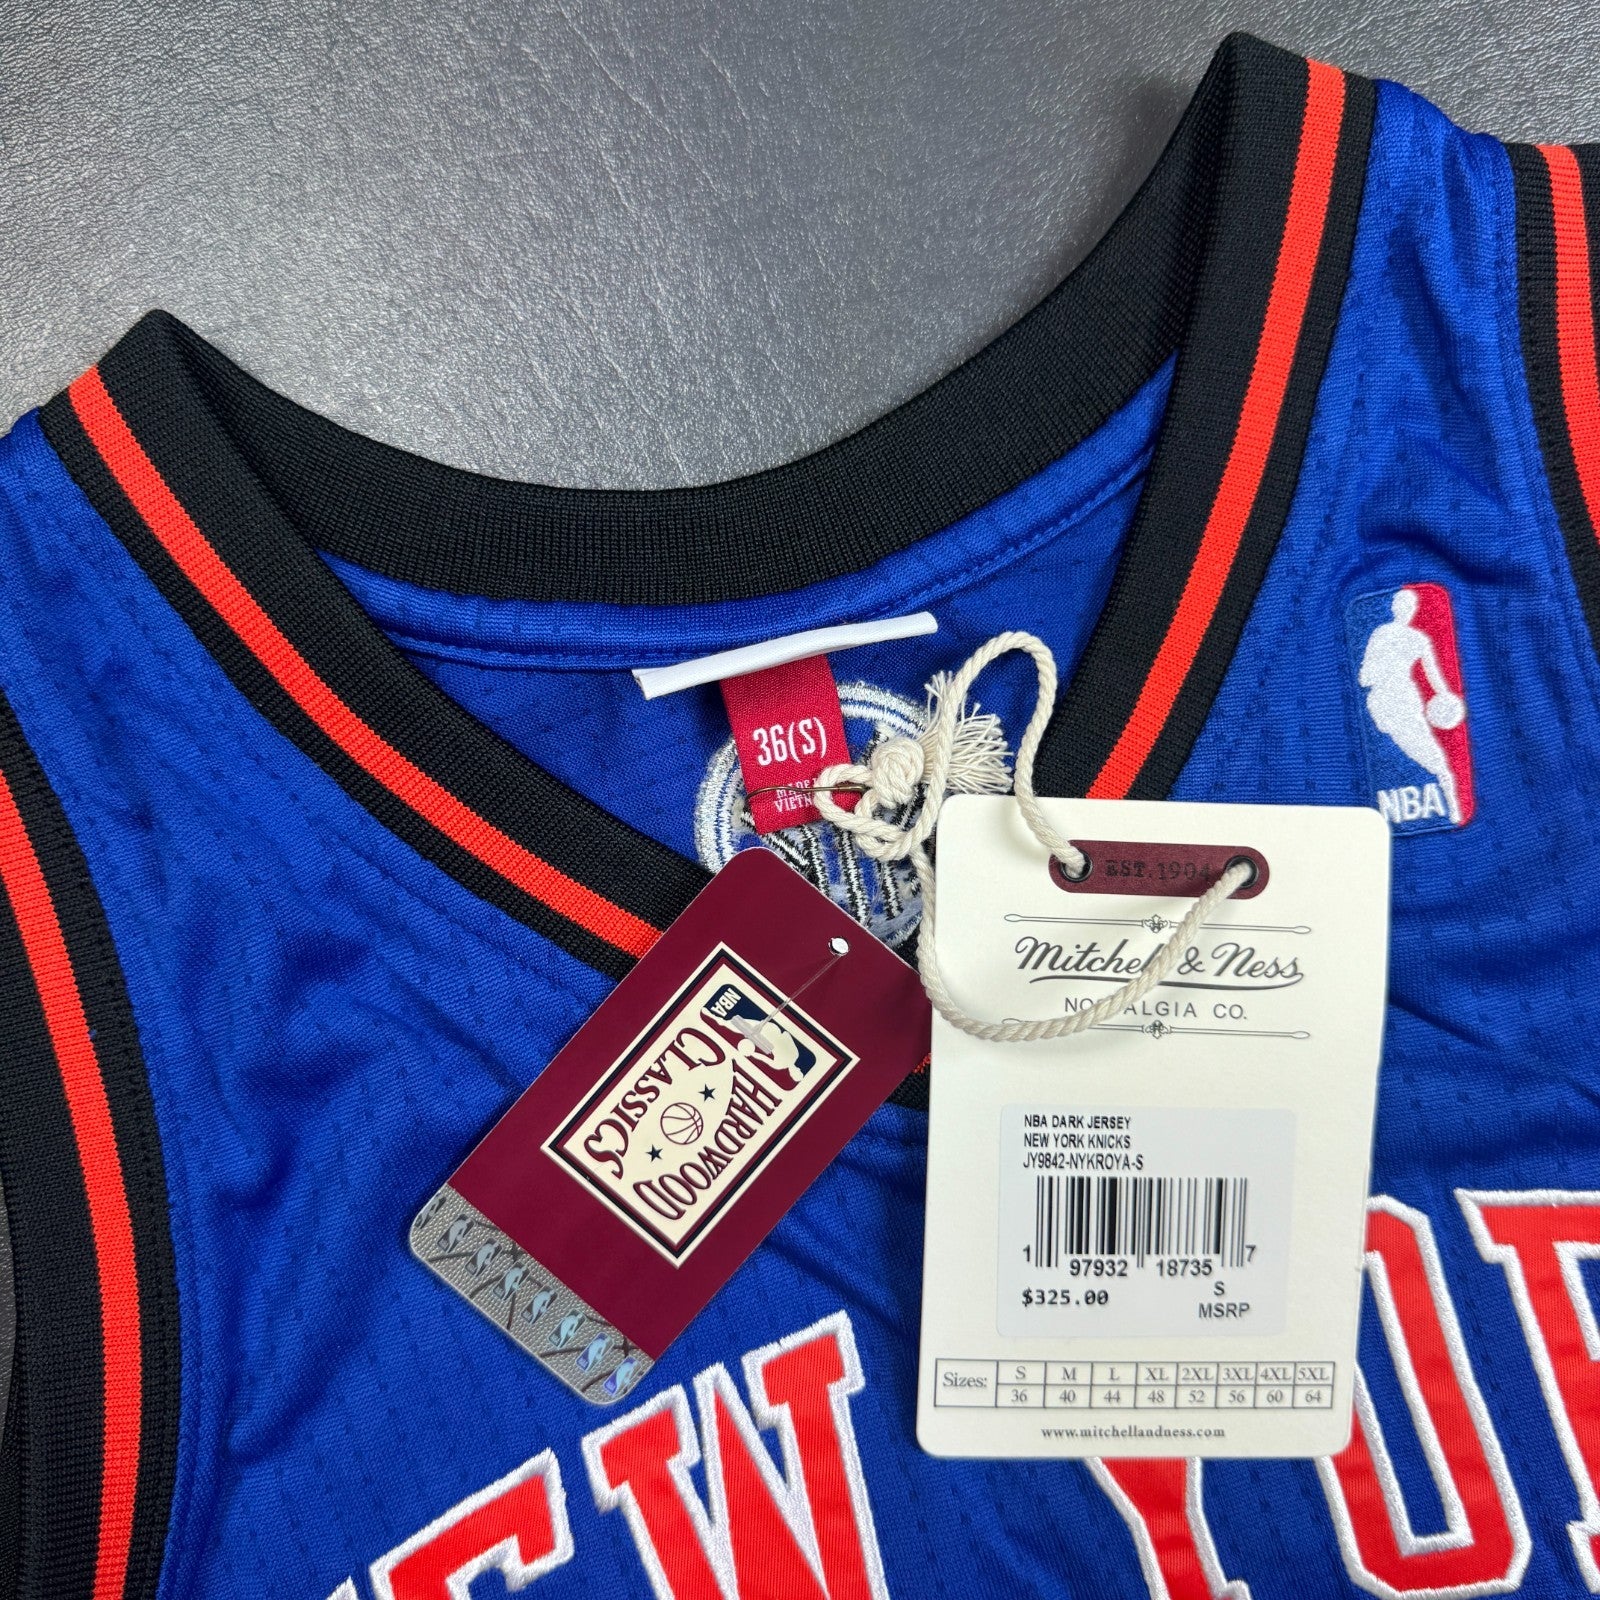 36(S)
MADE
NBA
EST.1904
Mitchell & Ness
NOSTALGIA CO.
NBA
HARDWOOD
CLASSICS
NBA DARK JERSEY
NEW YORK KNICKS
JY9842-NYKROYA-S
1 97932 18735 7
$325.00
S
MSRP
Sizes: S M L XL 2XL 3XL 4XL 5XL
36 40 44 48 52 56 60 64
www.mitchellandness.com
EW YO